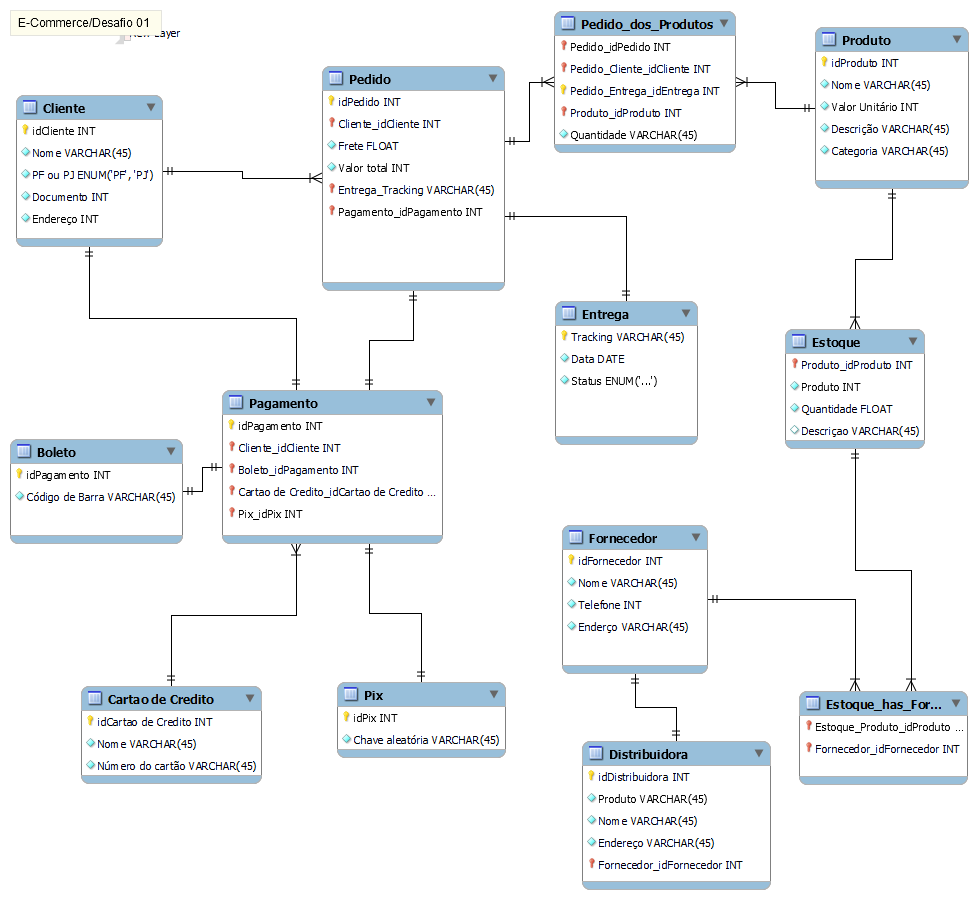 E-Commerce/Desafio 01
New Layer
Cliente
idCliente INT
Nome VARCHAR(45)
PF ou PJ ENUM('PF', 'PJ')
Documento INT
Endereço INT
Pedido
idPedido INT
Cliente_idCliente INT
Frete FLOAT
Valor total INT
Entrega_Tracking VARCHAR(45)
Pagamento_idPagamento INT
Pedido_dos_Produtos
Pedido_idPedido INT
Pedido_Cliente_idCliente INT
Pedido_Entrega_idEntrega INT
Produto_idProduto INT
Quantidade VARCHAR(45)
Produto
idProduto INT
Nome VARCHAR(45)
Valor Unitário INT
Descrição VARCHAR(45)
Categoria VARCHAR(45)
Entrega
Tracking VARCHAR(45)
Data DATE
Status ENUM('...')
Estoque
Produto_idProduto INT
Produto INT
Quantidade FLOAT
Descriçao VARCHAR(45)
Pagamento
idPagamento INT
Cliente_idCliente INT
Boleto_idPagamento INT
Cartao de Credito_idCartao de Credito ...
Pix_idPix INT
Boleto
idPagamento INT
Código de Barra VARCHAR(45)
Fornecedor
idFornecedor INT
Nome VARCHAR(45)
Telefone INT
Enderço VARCHAR(45)
Cartao de Credito
idCartao de Credito INT
Nome VARCHAR(45)
Número do cartão VARCHAR(45)
Pix
idPix INT
Chave aleatória VARCHAR(45)
Estoque_has_For...
Estoque_Produto_idProduto ...
Fornecedor_idFornecedor INT
Distribuidora
idDistribuidora INT
Produto VARCHAR(45)
Nome VARCHAR(45)
Endereço VARCHAR(45)
Fornecedor_idFornecedor INT